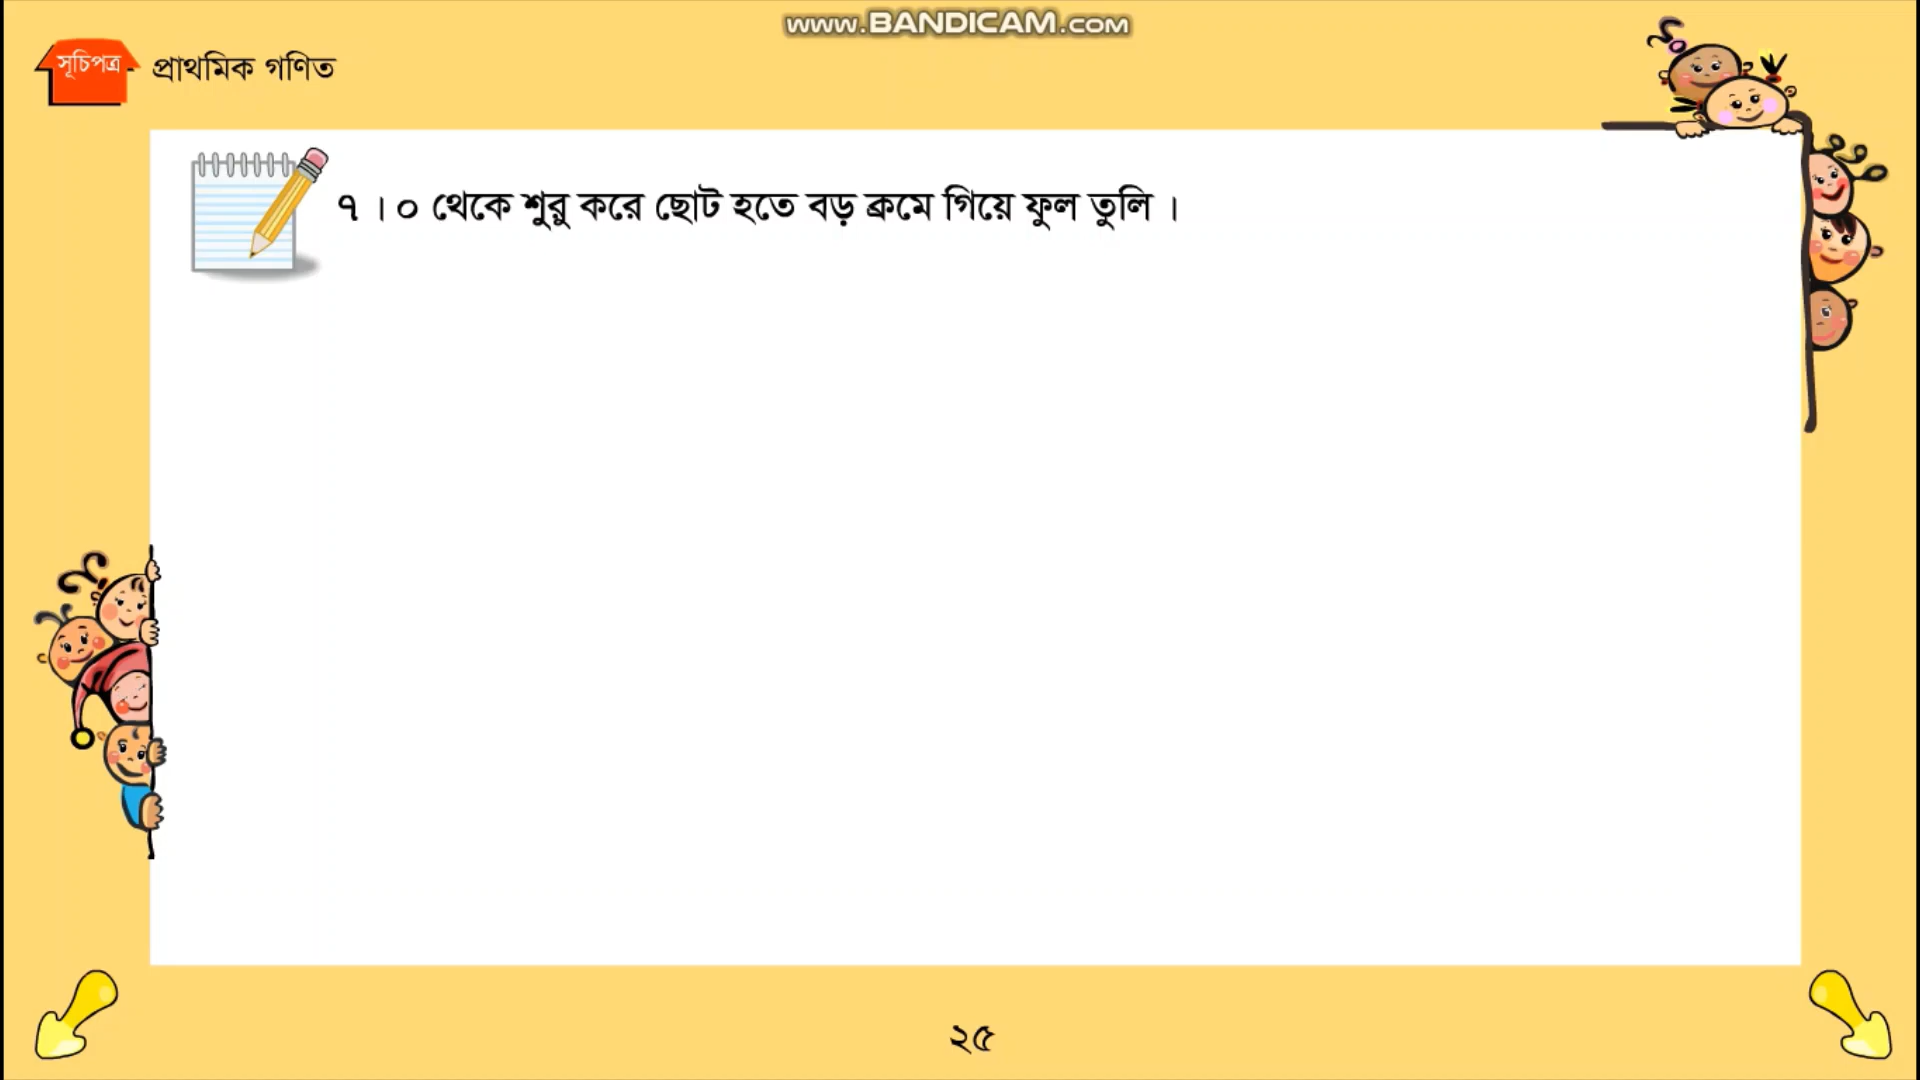 www.BANDICAM.com
সূচিপত্র
প্রাথমিক গণিত
৭ । ০ থেকে শুরু করে ছোট হতে বড় ক্রমে গিয়ে ফুল তুলি ।
২৫